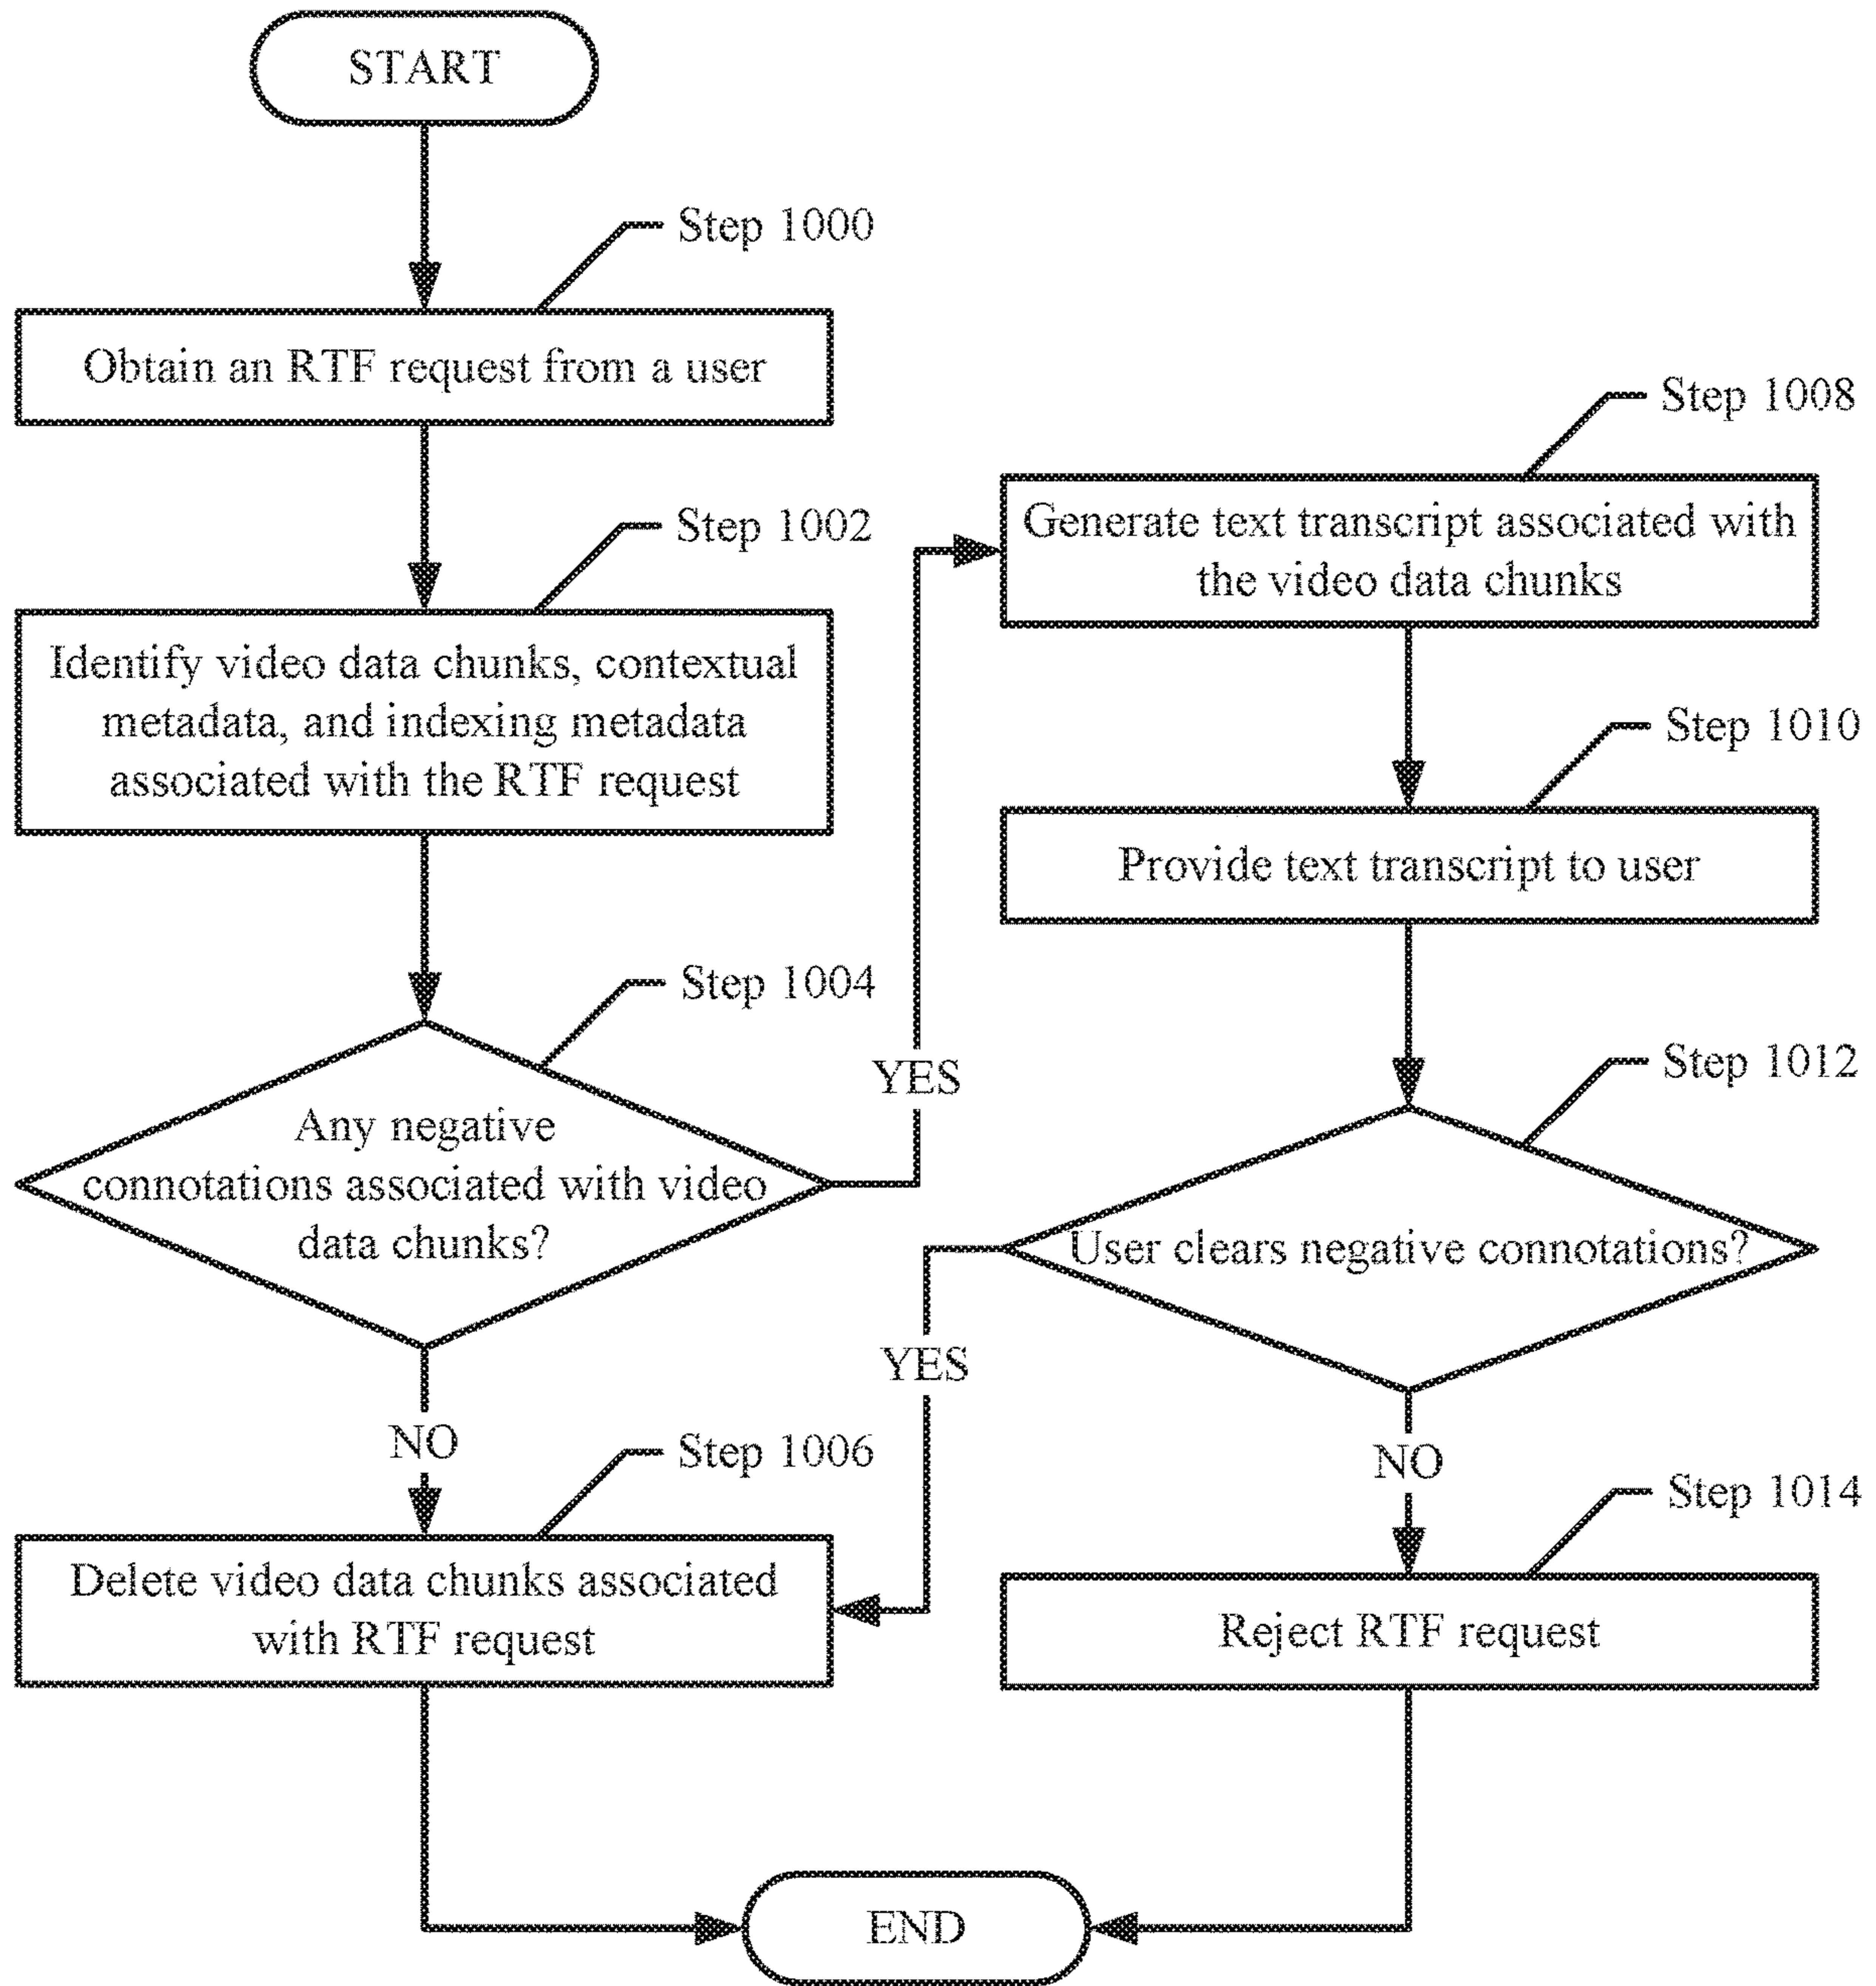 START
Step 1000
Obtain an RTF request from a user
Step 1002
Identify video data chunks, contextual
metadata, and indexing metadata
associated with the RTF request
Step 1004
Any negative
connotations associated with video
data chunks?
YES
NO
Step 1006
Delete video data chunks associated
with RTF request
Step 1008
Generate text transcript associated with
the video data chunks
Step 1010
Provide text transcript to user
Step 1012
User clears negative connotations?
YES
NO
Step 1014
Reject RTF request
END